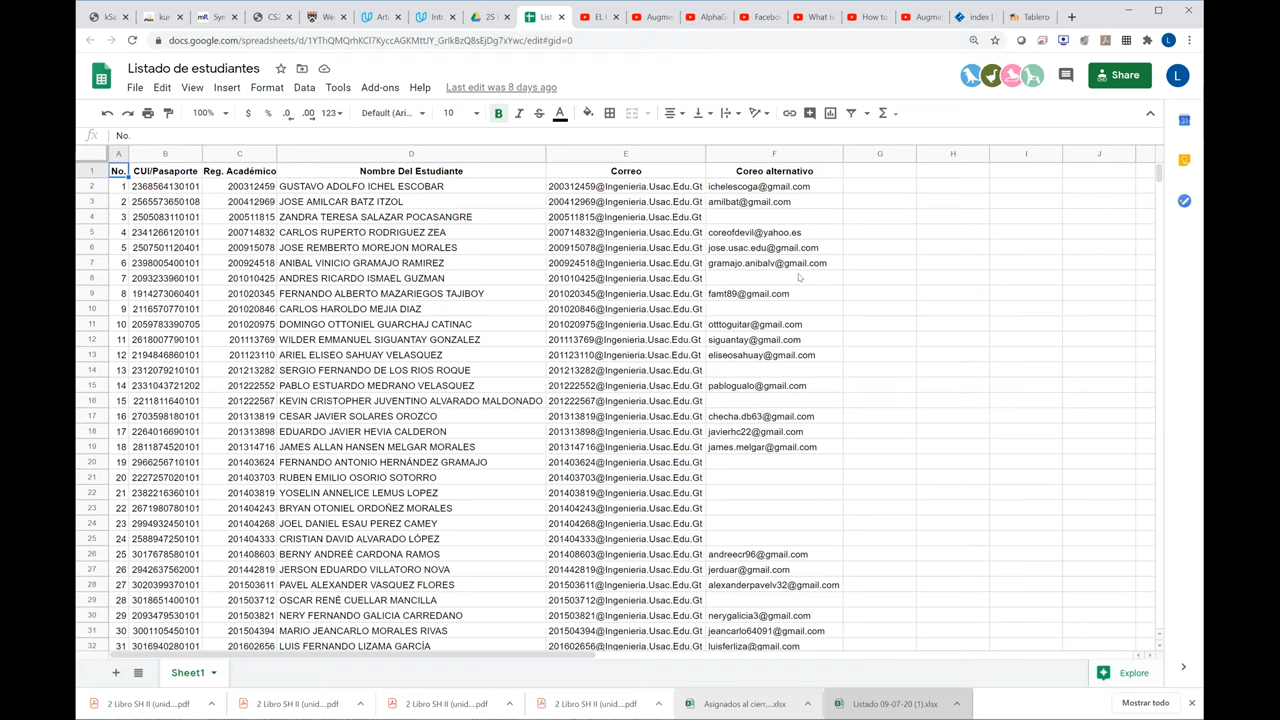 kSa
kur
Syn
CS/
We
Arti
Intr
2S I
List
EL I
Augme
AlphaG
Facebo
What is
How to
Augme
index |
Tablero
docs.google.com/spreadsheets/d/1YThQMQrhKCl7KyccAGKMttJY_GrlkBzQ8sEjDg7xYwc/edit#gid=0
Listado de estudiantes
File Edit View Insert Format Data Tools Add-ons Help Last edit was 8 days ago
Share
L
100% $ % .0 .00 123 Default (Ari... 10 B I S A Σ
fx No.
A B C D E F G H I J
1 No. CUI/Pasaporte Reg. Académico Nombre Del Estudiante Correo Coreo alternativo
2 1 2368564130101 200312459 GUSTAVO ADOLFO ICHEL ESCOBAR 200312459@Ingenieria.Usac.Edu.Gt ichelescoga@gmail.com
3 2 2565573650108 200412969 JOSE AMILCAR BATZ ITZOL 200412969@Ingenieria.Usac.Edu.Gt amilbat@gmail.com
4 3 2505083110101 200511815 ZANDRA TERESA SALAZAR POCASANGRE 200511815@Ingenieria.Usac.Edu.Gt
5 4 2341266120101 200714832 CARLOS RUPERTO RODRIGUEZ ZEA 200714832@Ingenieria.Usac.Edu.Gt coreofdevil@yahoo.es
6 5 2507501120401 200915078 JOSE REMBERTO MOREJON MORALES 200915078@Ingenieria.Usac.Edu.Gt jose.usac.edu@gmail.com
7 6 2398005400101 200924518 ANIBAL VINICIO GRAMAJO RAMIREZ 200924518@Ingenieria.Usac.Edu.Gt gramajo.anibalv@gmail.com
8 7 2093233960101 201010425 ANDRES RICARDO ISMAEL GUZMAN 201010425@Ingenieria.Usac.Edu.Gt
9 8 1914273060401 201020345 FERNANDO ALBERTO MAZARIEGOS TAJIBOY 201020345@Ingenieria.Usac.Edu.Gt famt89@gmail.com
10 9 2116570770101 201020846 CARLOS HAROLDO MEJIA DIAZ 201020846@Ingenieria.Usac.Edu.Gt
11 10 2059783390705 201020975 DOMINGO OTTONIEL GUARCHAJ CATINAC 201020975@Ingenieria.Usac.Edu.Gt otttoguitar@gmail.com
12 11 2618007790101 201113769 WILDER EMMANUEL SIGUANTAY GONZALEZ 201113769@Ingenieria.Usac.Edu.Gt siguantay@gmail.com
13 12 2194846860101 201123110 ARIEL ELISEO SAHUAY VELASQUEZ 201123110@Ingenieria.Usac.Edu.Gt eliseosahuay@gmail.com
14 13 2312079210101 201213282 SERGIO FERNANDO DE LOS RIOS ROQUE 201213282@Ingenieria.Usac.Edu.Gt
15 14 2331043721202 201222552 PABLO ESTUARDO MEDRANO VELASQUEZ 201222552@Ingenieria.Usac.Edu.Gt pablogualo@gmail.com
16 15 2211811640101 201222567 KEVIN CRISTOPHER JUVENTINO ALVARADO MALDONADO 201222567@Ingenieria.Usac.Edu.Gt
17 16 2703598180101 201313819 CESAR JAVIER SOLARES OROZCO 201313819@Ingenieria.Usac.Edu.Gt checha.db63@gmail.com
18 17 2264016690101 201313898 EDUARDO JAVIER HEVIA CALDERON 201313898@Ingenieria.Usac.Edu.Gt javierhc22@gmail.com
19 18 2811874520101 201314716 JAMES ALLAN HANSEN MELGAR MORALES 201314716@Ingenieria.Usac.Edu.Gt james.melgar@gmail.com
20 19 2966256710101 201403624 FERNANDO ANTONIO HERNÁNDEZ GRAMAJO 201403624@Ingenieria.Usac.Edu.Gt
21 20 2227257020101 201403703 RUBEN EMILIO OSORIO SOTORRO 201403703@Ingenieria.Usac.Edu.Gt
22 21 2382216360101 201403819 YOSELIN ANNELICE LEMUS LOPEZ 201403819@Ingenieria.Usac.Edu.Gt
23 22 2671980780101 201404243 BRYAN OTONIEL ORDOÑEZ MORALES 201404243@Ingenieria.Usac.Edu.Gt
24 23 2994932450101 201404268 JOEL DANIEL ESAU PEREZ CAMEY 201404268@Ingenieria.Usac.Edu.Gt
25 24 2588947250101 201404333 CRISTIAN DAVID ALVARADO LÓPEZ 201404333@Ingenieria.Usac.Edu.Gt
26 25 3017678580101 201408603 BERNY ANDREÉ CARDONA RAMOS 201408603@Ingenieria.Usac.Edu.Gt andreecr96@gmail.com
27 26 2942637562001 201442819 JERSON EDUARDO VILLATORO NOVA 201442819@Ingenieria.Usac.Edu.Gt jerduar@gmail.com
28 27 3020399370101 201503611 PAVEL ALEXANDER VASQUEZ FLORES 201503611@Ingenieria.Usac.Edu.Gt alexanderpavelv32@gmail.com
29 28 3018651400101 201503712 OSCAR RENÉ CUELLAR MANCILLA 201503712@Ingenieria.Usac.Edu.Gt
30 29 2093479530101 201503821 NERY FERNANDO GALICIA CARREDANO 201503821@Ingenieria.Usac.Edu.Gt nerygalicia3@gmail.com
31 30 3001105450101 201504394 MARIO JEANCARLO MORALES RIVAS 201504394@Ingenieria.Usac.Edu.Gt jeancarlo64091@gmail.com
32 31 3016940280101 201602656 LUIS FERNANDO LIZAMA GARCÍA 201602656@Ingenieria.Usac.Edu.Gt luisferliza@gmail.com
Sheet1 Explore
2 Libro SH II (unid....pdf 2 Libro SH II (unid....pdf 2 Libro SH II (unid....pdf 2 Libro SH II (unid....pdf Asignados al cierr....xlsx Listado 09-07-20 (1).xlsx Mostrar todo